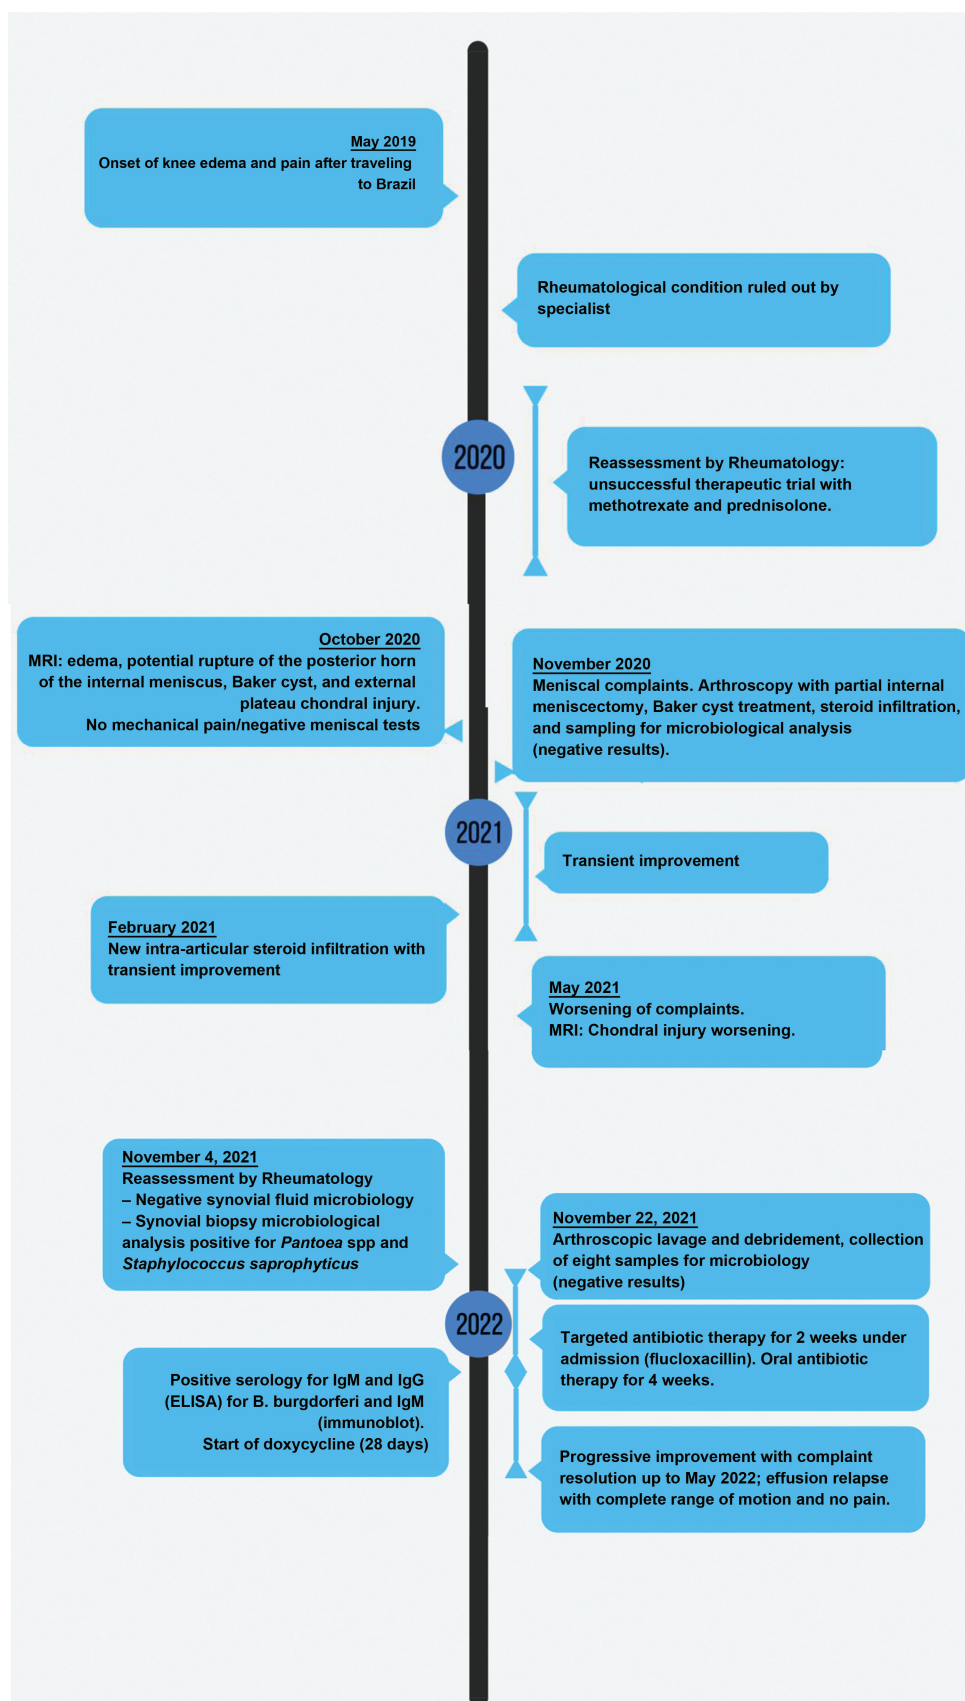 May 2019
Onset of knee edema and pain after traveling
to Brazil
Rheumatological condition ruled out by
specialist
2020
Reassessment by Rheumatology:
unsuccessful therapeutic trial with
methotrexate and prednisolone.
October 2020
MRI: edema, potential rupture of the posterior horn
of the internal meniscus, Baker cyst, and external
plateau chondral injury.
No mechanical pain/negative meniscal tests
November 2020
Meniscal complaints. Arthroscopy with partial internal
meniscectomy, Baker cyst treatment, steroid infiltration,
and sampling for microbiological analysis
(negative results).
2021
Transient improvement
February 2021
New intra-articular steroid infiltration with
transient improvement
May 2021
Worsening of complaints.
MRI: Chondral injury worsening.
November 4, 2021
Reassessment by Rheumatology
– Negative synovial fluid microbiology
– Synovial biopsy microbiological
analysis positive for Pantoea spp and
Staphylococcus saprophyticus
November 22, 2021
Arthroscopic lavage and debridement, collection
of eight samples for microbiology
(negative results)
2022
Targeted antibiotic therapy for 2 weeks under
admission (flucloxacillin). Oral antibiotic
therapy for 4 weeks.
Positive serology for IgM and IgG
(ELISA) for B. burgdorferi and IgM
(immunoblot).
Start of doxycycline (28 days)
Progressive improvement with complaint
resolution up to May 2022; effusion relapse
with complete range of motion and no pain.